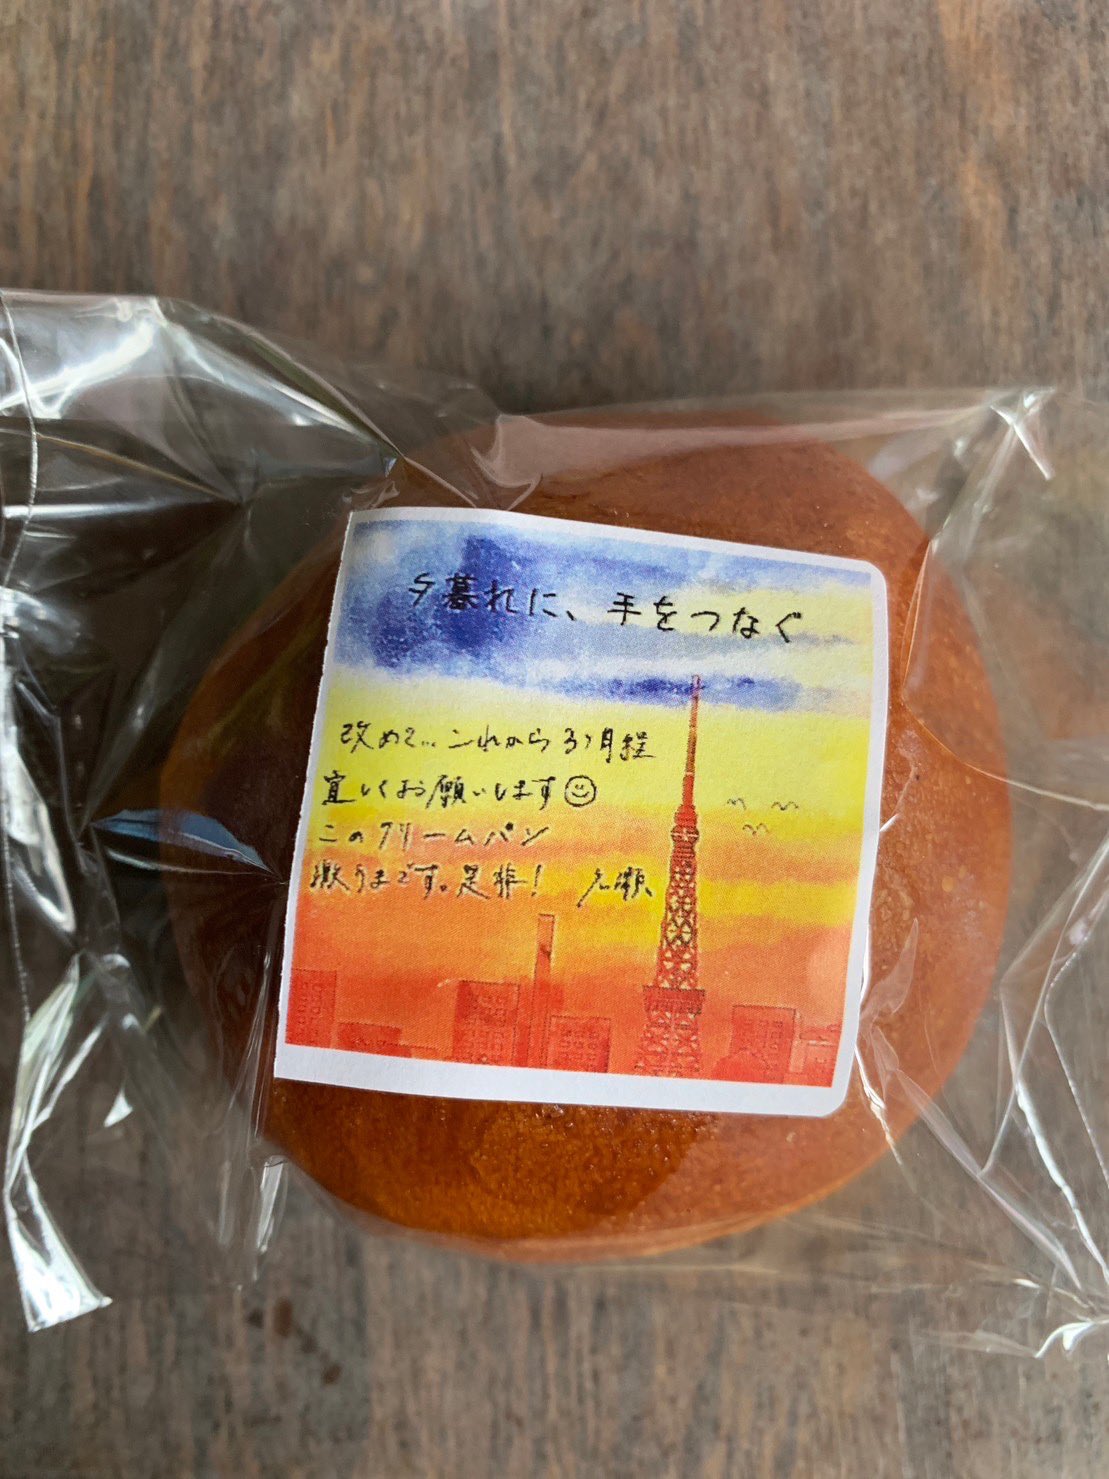 夕暮れに、手をつなぐ
改めて.. これから3ヶ月程
宜しくお願いします
このクリームパン
激うまです。是非!